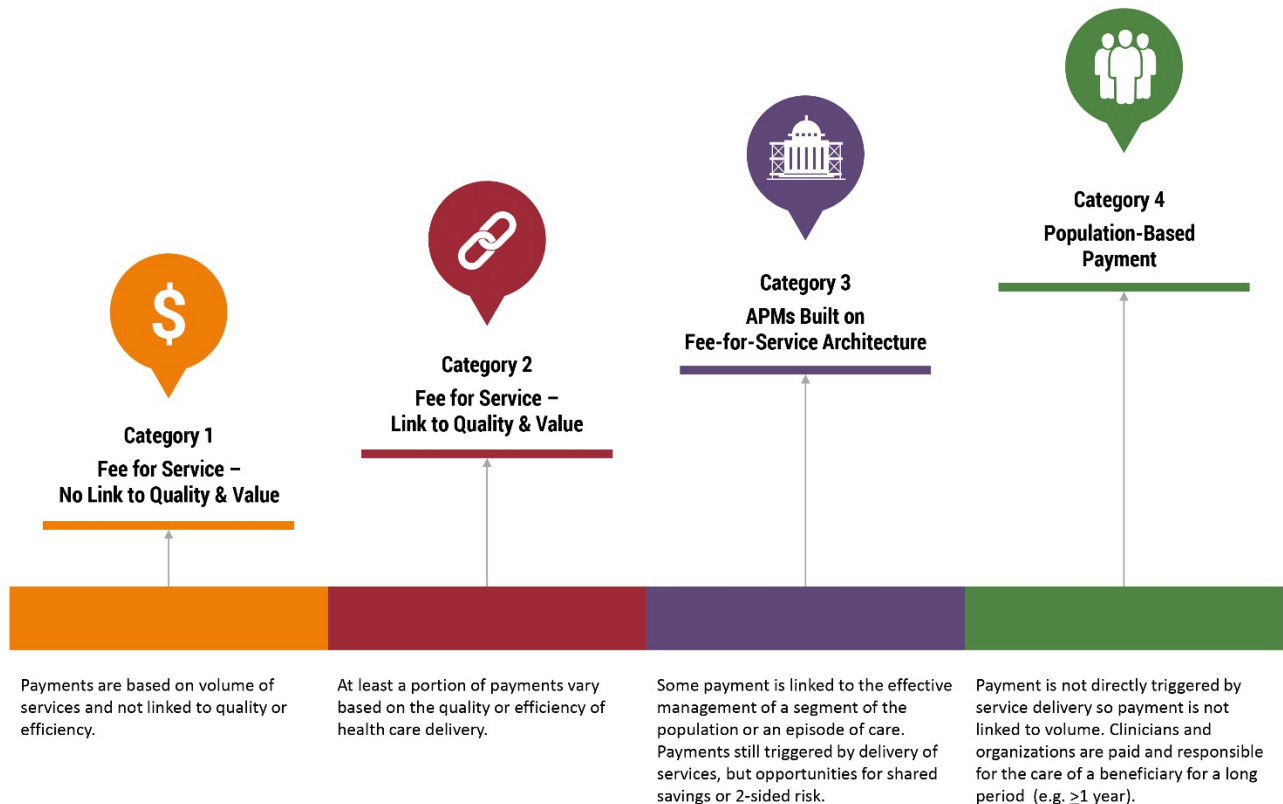 $
Category 1
Fee for Service –
No Link to Quality & Value
Category 2
Fee for Service –
Link to Quality & Value
Category 3
APMs Built on
Fee-for-Service Architecture
Category 4
Population-Based
Payment
Payments are based on volume of
services and not linked to quality or
efficiency.
At least a portion of payments vary
based on the quality or efficiency of
health care delivery.
Some payment is linked to the effective
management of a segment of the
population or an episode of care.
Payments still triggered by delivery of
services, but opportunities for shared
savings or 2-sided risk.
Payment is not directly triggered by
service delivery so payment is not
linked to volume. Clinicians and
organizations are paid and responsible
for the care of a beneficiary for a long
period  (e.g. ≥1 year).